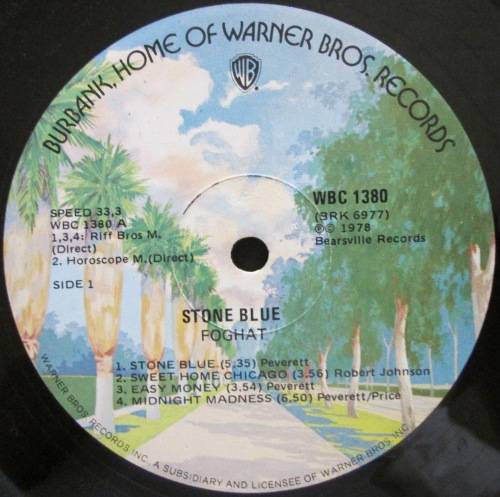 BURBANK, HOME OF WARNER BROS. RECORDS
WB
SPEED 33,3
WBC 1380 A
1,3,4: Riff Bros M.
(Direct)
2. Horoscope M.(Direct)
SIDE 1
WBC 1380
(BRK 6977)
℗© 1978
Bearsville Records
STONE BLUE
FOGHAT
1. STONE BLUE (5.35) Peverett
2. SWEET HOME CHICAGO (3.56) Robert Johnson
3. EASY MONEY (3.54) Peverett
4. MIDNIGHT MADNESS (6.50) Peverett/Price
WARNER BROS. RECORDS INC., A SUBSIDIARY AND LICENSEE OF WARNER BROS. INC.